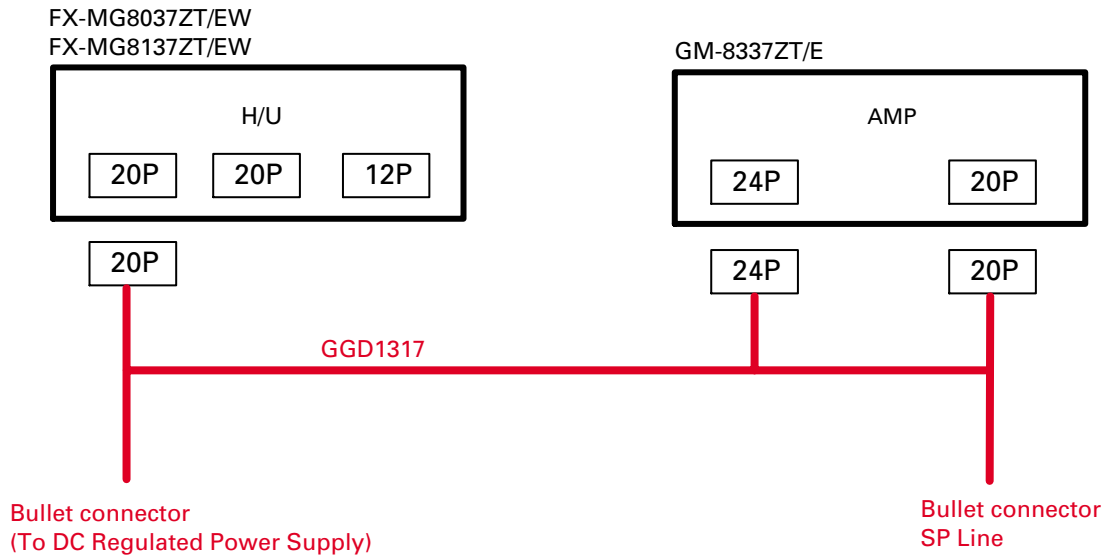 FX-MG8037ZT/EW
FX-MG8137ZT/EW
GM-8337ZT/E
H/U
AMP
20P
20P
12P
24P
20P
20P
24P
20P
GGD1317
Bullet connector
(To DC Regulated Power Supply)
Bullet connector
SP Line